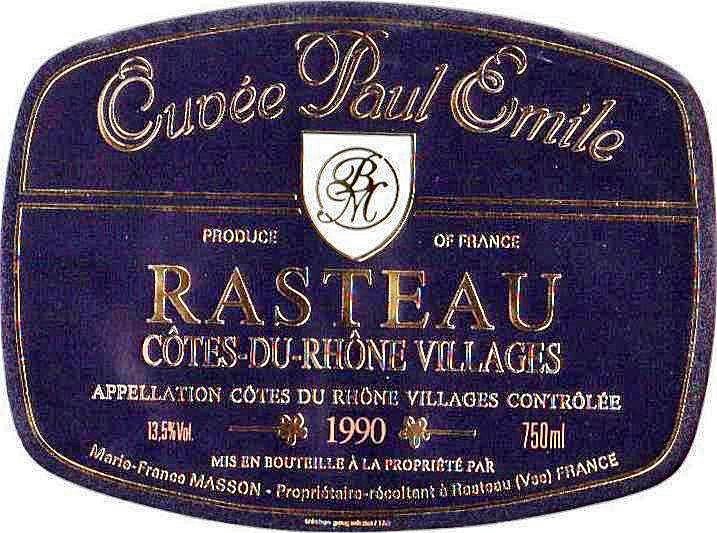 Cuvée Paul Emile
BM
PRODUCE OF FRANCE
RASTEAU
CÔTES-DU-RHÔNE VILLAGES
APPELLATION CÔTES DU RHÔNE VILLAGES CONTRÔLÉE
13,5%Vol. 1990 750ml
MIS EN BOUTEILLE À LA PROPRIÉTÉ PAR
Marie-France MASSON - Propriétaire-récoltant à Rasteau (Vse) FRANCE